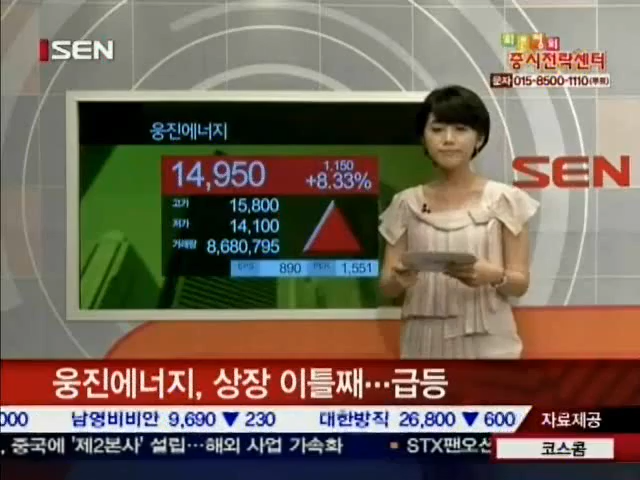 SEN
증시전략센터
문자 015-8500-1110(무료)
SEN
웅진에너지
14,950
1,150
+8.33%
고가 15,800
저가 14,100
거래량 8,680,795
EPS 890 PER 1,551
웅진에너지, 상장 이틀째…급등
000 남영비비안 9,690 ▼ 230 대한방직 26,800 ▼ 600 자료제공
, 중국에 '제2본사' 설립…해외 사업 가속화 ▪ STX팬오션 코스콤